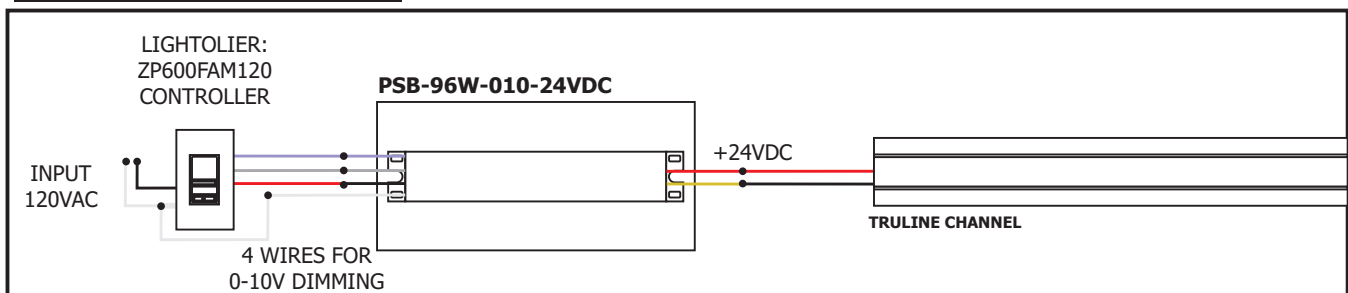 LIGHTOLIER:
ZP600FAM120
CONTROLLER
PSB-96W-010-24VDC
INPUT
120VAC
+24VDC
TRULINE CHANNEL
4 WIRES FOR
0-10V DIMMING